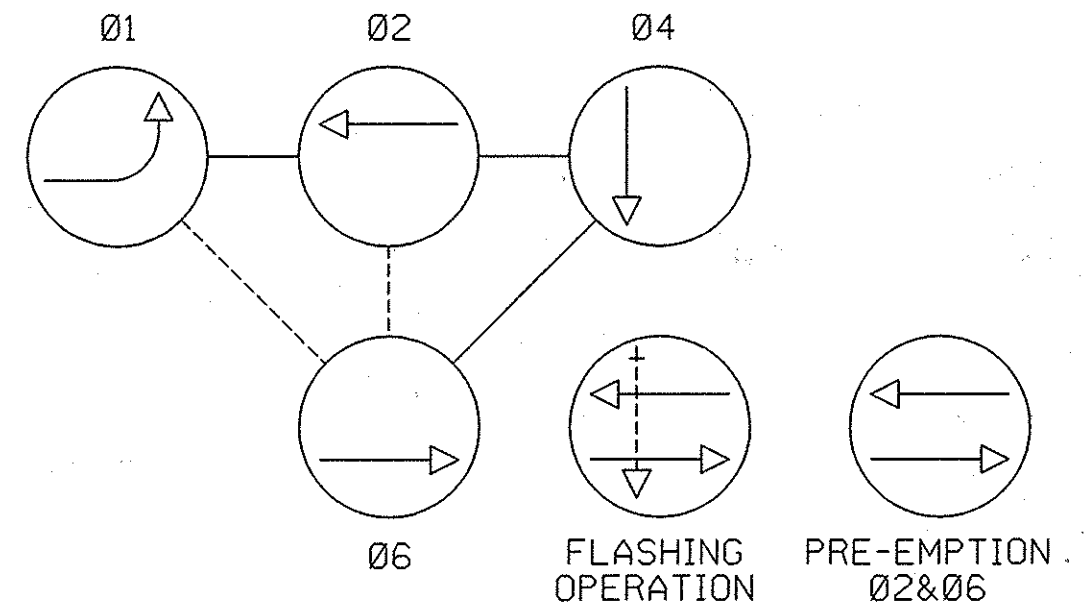 Ø1
Ø2
Ø4
Ø6
FLASHING
OPERATION
PRE-EMPTION
Ø2&Ø6